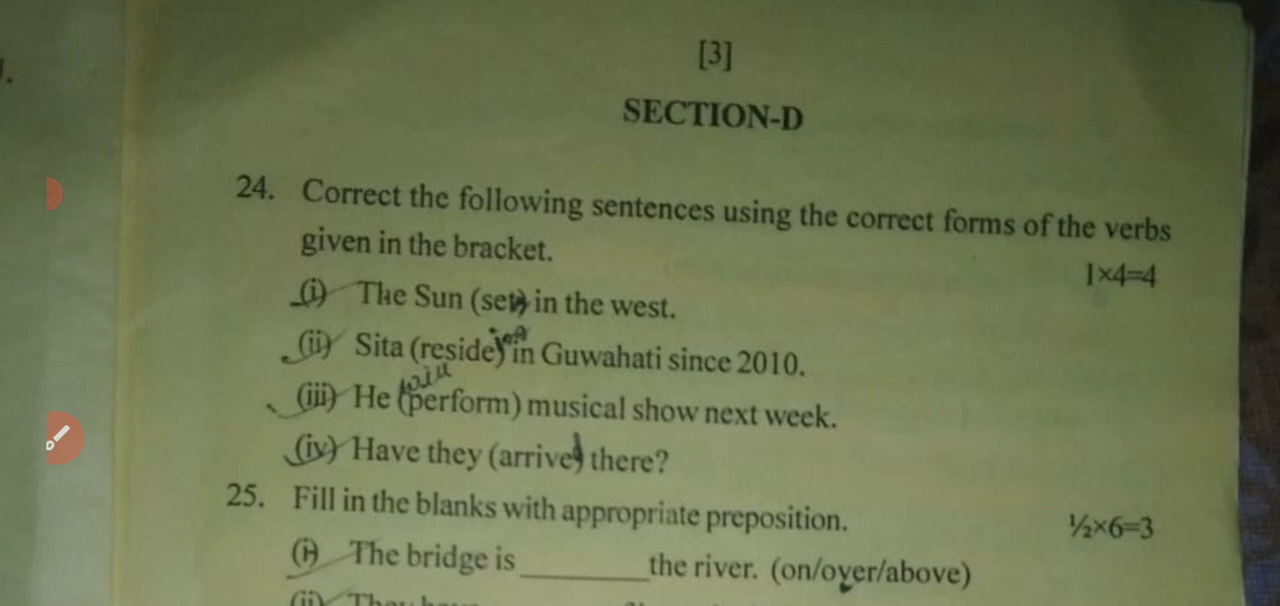 [3]
SECTION-D
24. Correct the following sentences using the correct forms of the verbs
given in the bracket.
1×4=4
(i) The Sun (set) in the west.
(ii) Sita (reside) in Guwahati since 2010.
(iii) He (perform) musical show next week.
(iv) Have they (arrive) there?
25. Fill in the blanks with appropriate preposition.
½×6=3
(i) The bridge is ________ the river. (on/over/above)
(ii) They